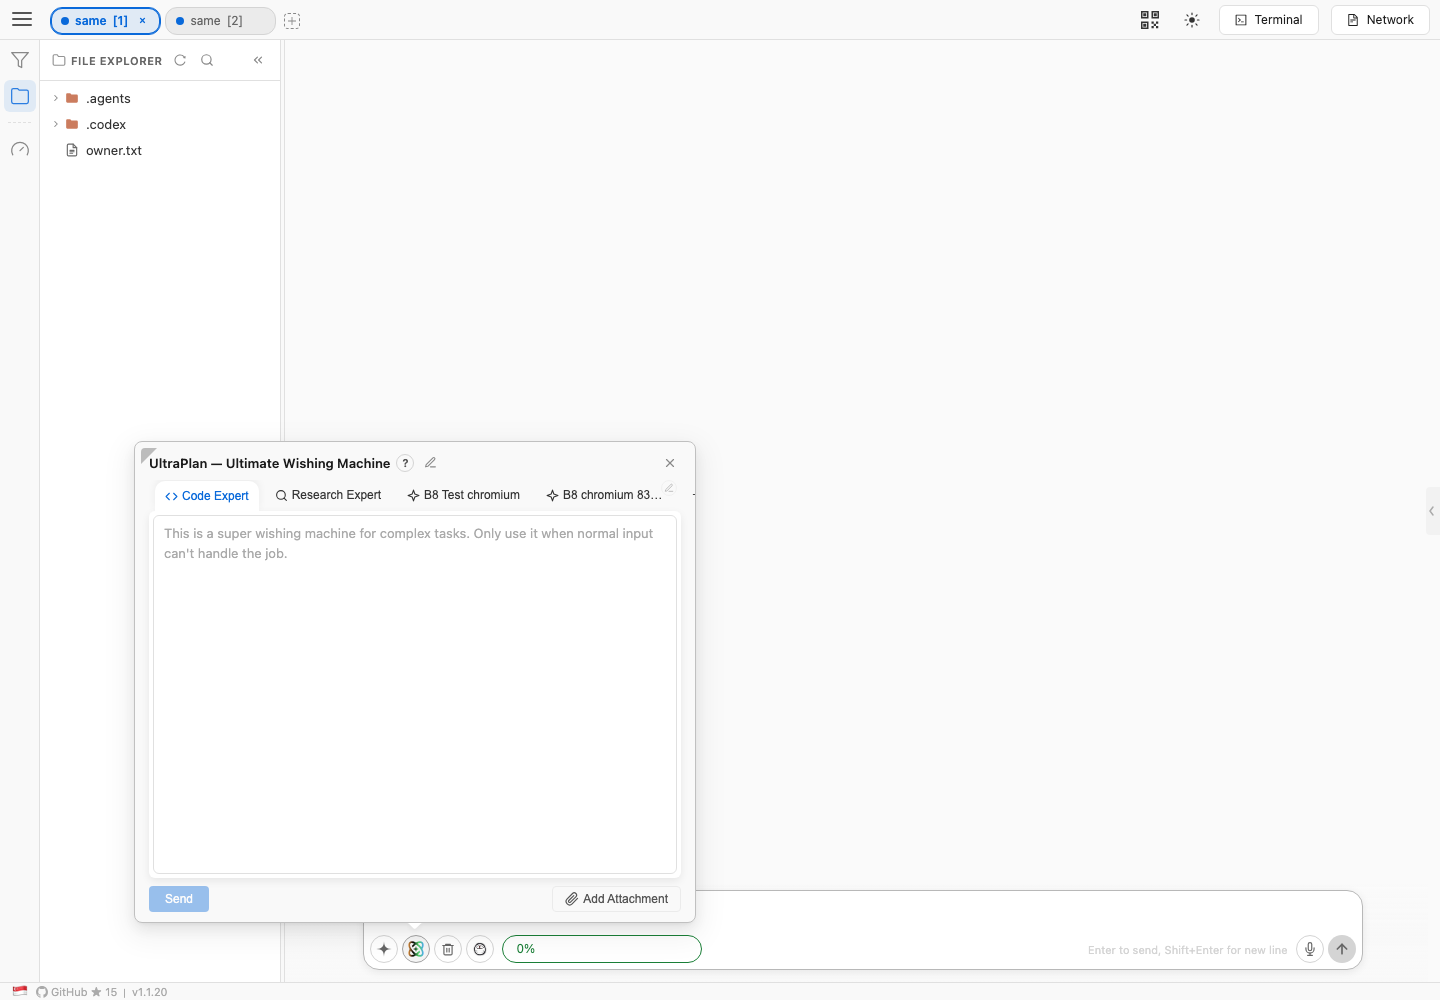 same [1] ×
same [2]
Terminal
Network
FILE EXPLORER
.agents
.codex
owner.txt
UltraPlan — Ultimate Wishing Machine ?
Code Expert
Research Expert
B8 Test chromium
B8 chromium 83...
This is a super wishing machine for complex tasks. Only use it when normal input
can't handle the job.
Send
Add Attachment
0%
Enter to send, Shift+Enter for new line
GitHub ★ 15 | v1.1.20